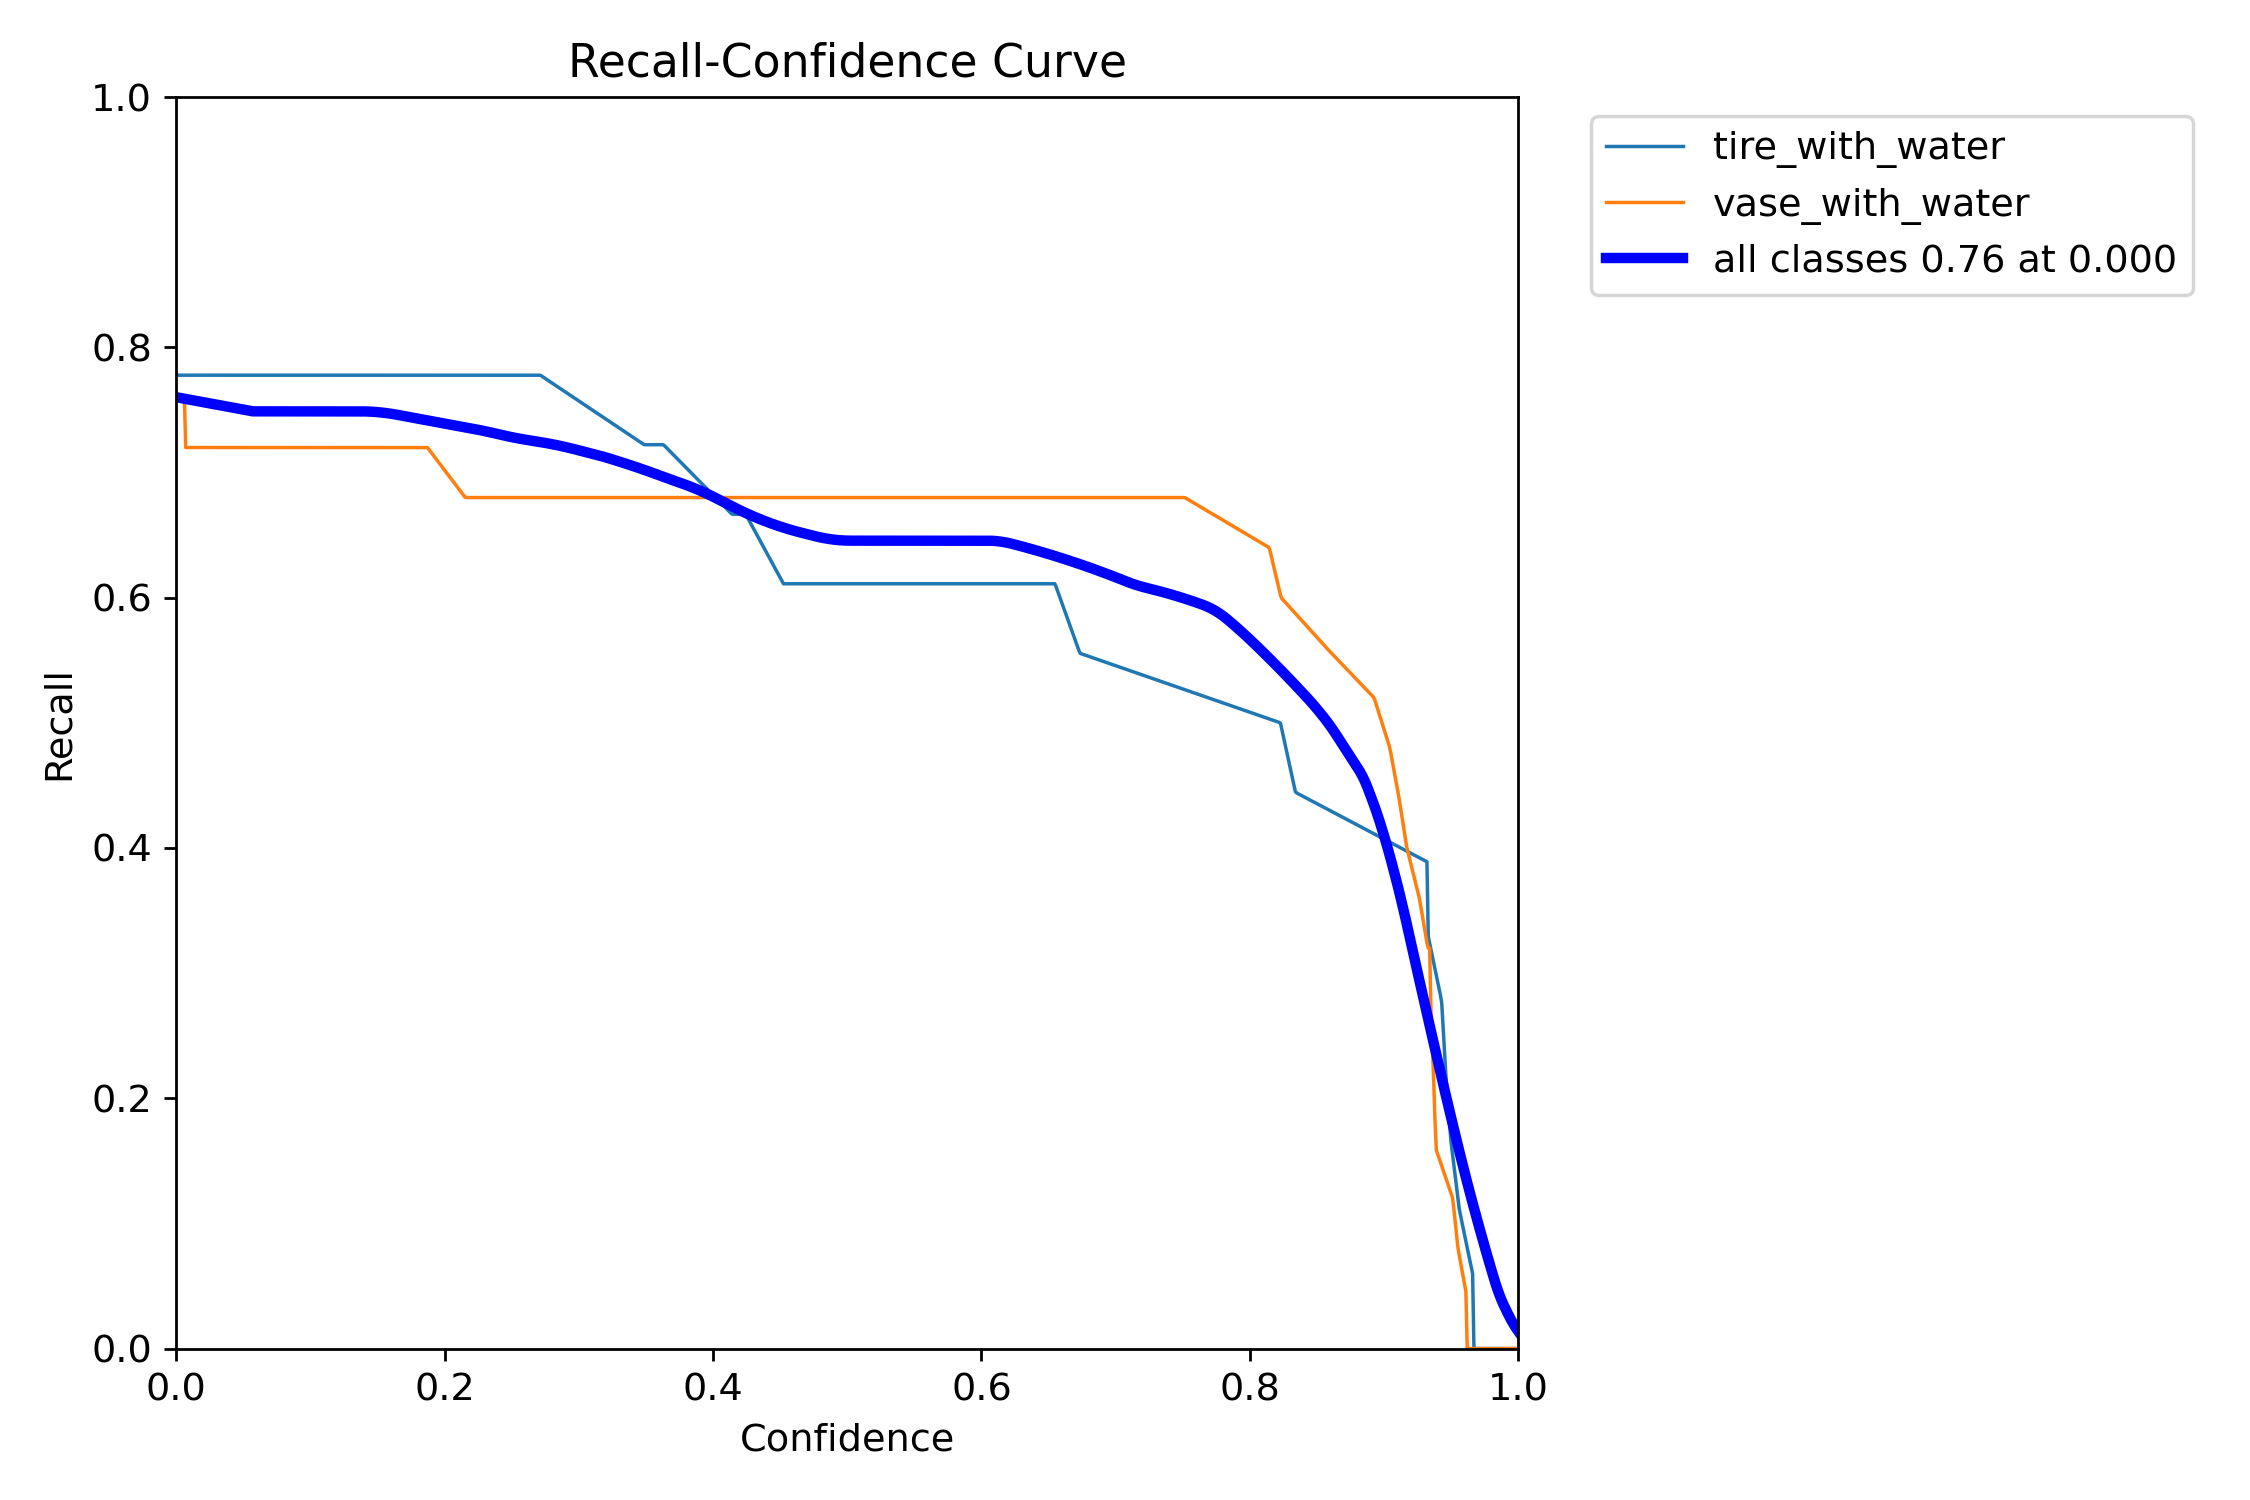 Recall-Confidence Curve
1.0
0.8
0.6
0.4
0.2
0.0
Recall
0.0 0.2 0.4 0.6 0.8 1.0
Confidence
tire_with_water
vase_with_water
all classes 0.76 at 0.000